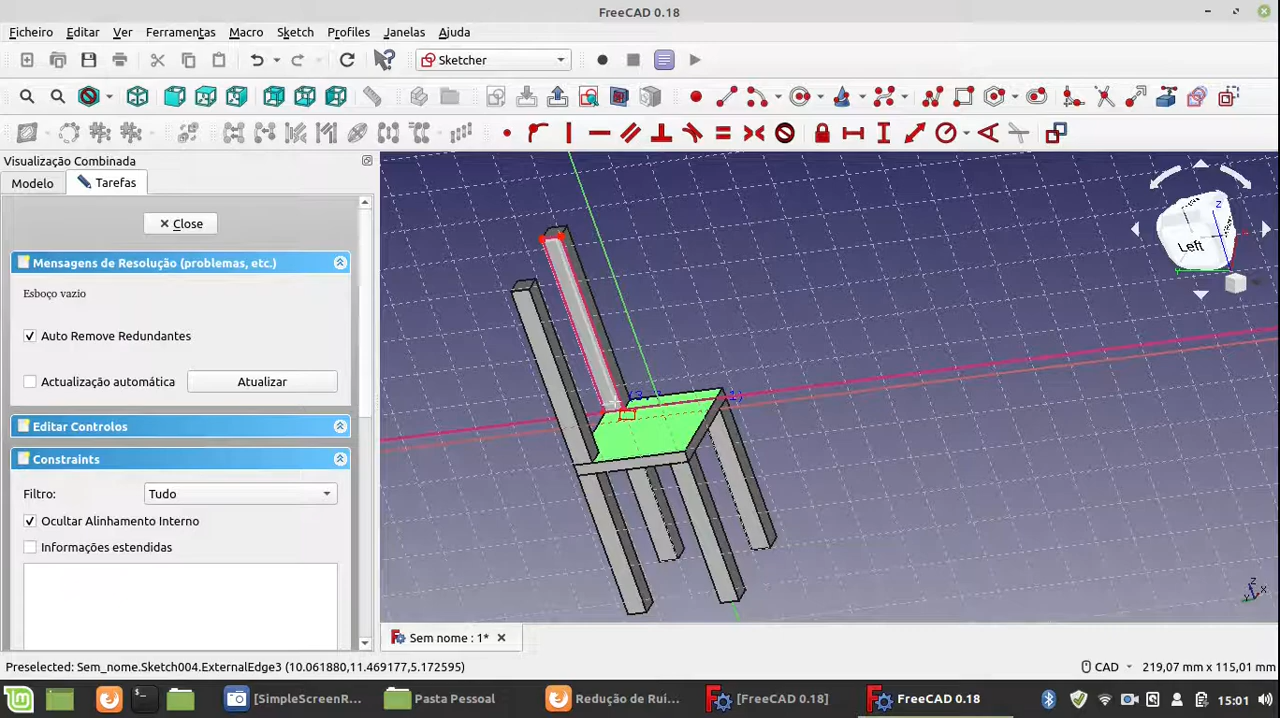 FreeCAD 0.18
Ficheiro Editar Ver Ferramentas Macro Sketch Profiles Janelas Ajuda
Sketcher
Visualização Combinada
Modelo Tarefas
Close
Mensagens de Resolução (problemas, etc.)
Esboço vazio
Auto Remove Redundantes
Actualização automática Atualizar
Editar Controlos
Constraints
Filtro: Tudo
Ocultar Alinhamento Interno
Informações estendidas
Left
Z
Z
X
Sem nome : 1*
Preselected: Sem_nome.Sketch004.ExternalEdge3 (10.061880,11.469177,5.172595)
CAD 219,07 mm x 115,01 mm
[SimpleScreenR... Pasta Pessoal Redução de Ruí... [FreeCAD 0.18] FreeCAD 0.18 15:01